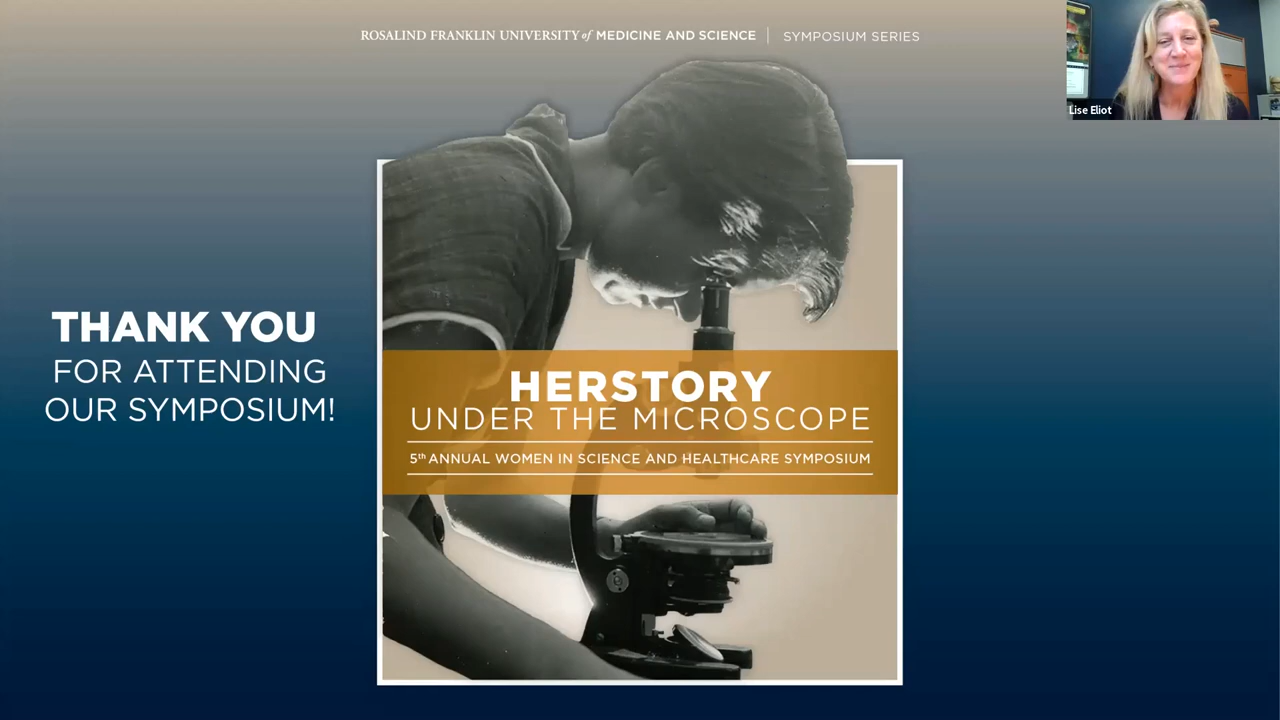 ROSALIND FRANKLIN UNIVERSITY of MEDICINE AND SCIENCE | SYMPOSIUM SERIES
Lise Eliot
THANK YOU
FOR ATTENDING
OUR SYMPOSIUM!
HERSTORY
UNDER THE MICROSCOPE
5th ANNUAL WOMEN IN SCIENCE AND HEALTHCARE SYMPOSIUM